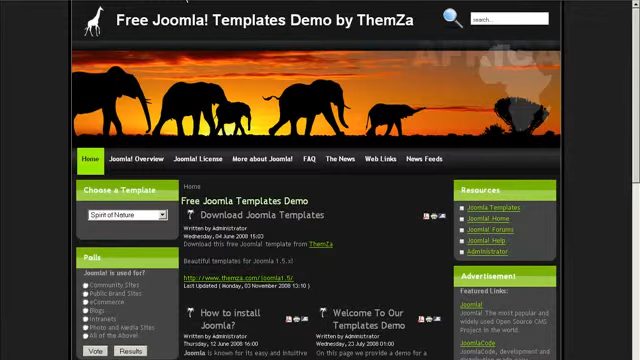 Free Joomla! Templates Demo by ThemZa
search...
AFRICA
Home
Joomla! Overview
Joomla! License
More about Joomla!
FAQ
The News
Web Links
News Feeds
Choose a Template
Spirit of Nature
Polls
Joomla! is used for?
Community Sites
Public Brand Sites
eCommerce
Blogs
Intranets
Photo and Media Sites
All of the Above!
Vote
Results
Home
Free Joomla Templates Demo
Download Joomla Templates
Written by Administrator
Wednesday, 04 June 2008 15:03
Download this free Joomla! template from ThemZa
Beautiful templates for Joomla 1.5.x!
http://www.themza.com/joomla1.5/
Last Updated ( Monday, 03 November 2008 13:10 )
How to install
Joomla?
Written by Administrator
Thursday, 12 June 2008 16:00
Joomla is known for its easy and intuitive
Welcome To Our
Templates Demo
Written by Administrator
Wednesday, 23 July 2008 01:00
On this page we provide a demo for a
Resources
Joomla Templates
Joomla! Home
Joomla! Forums
Joomla! Help
Administrator
Advertisement!
Featured Links:
Joomla!
Joomla! The most popular and
widely used Open Source CMS
Project in the world.
JoomlaCode
JoomlaCode, development and